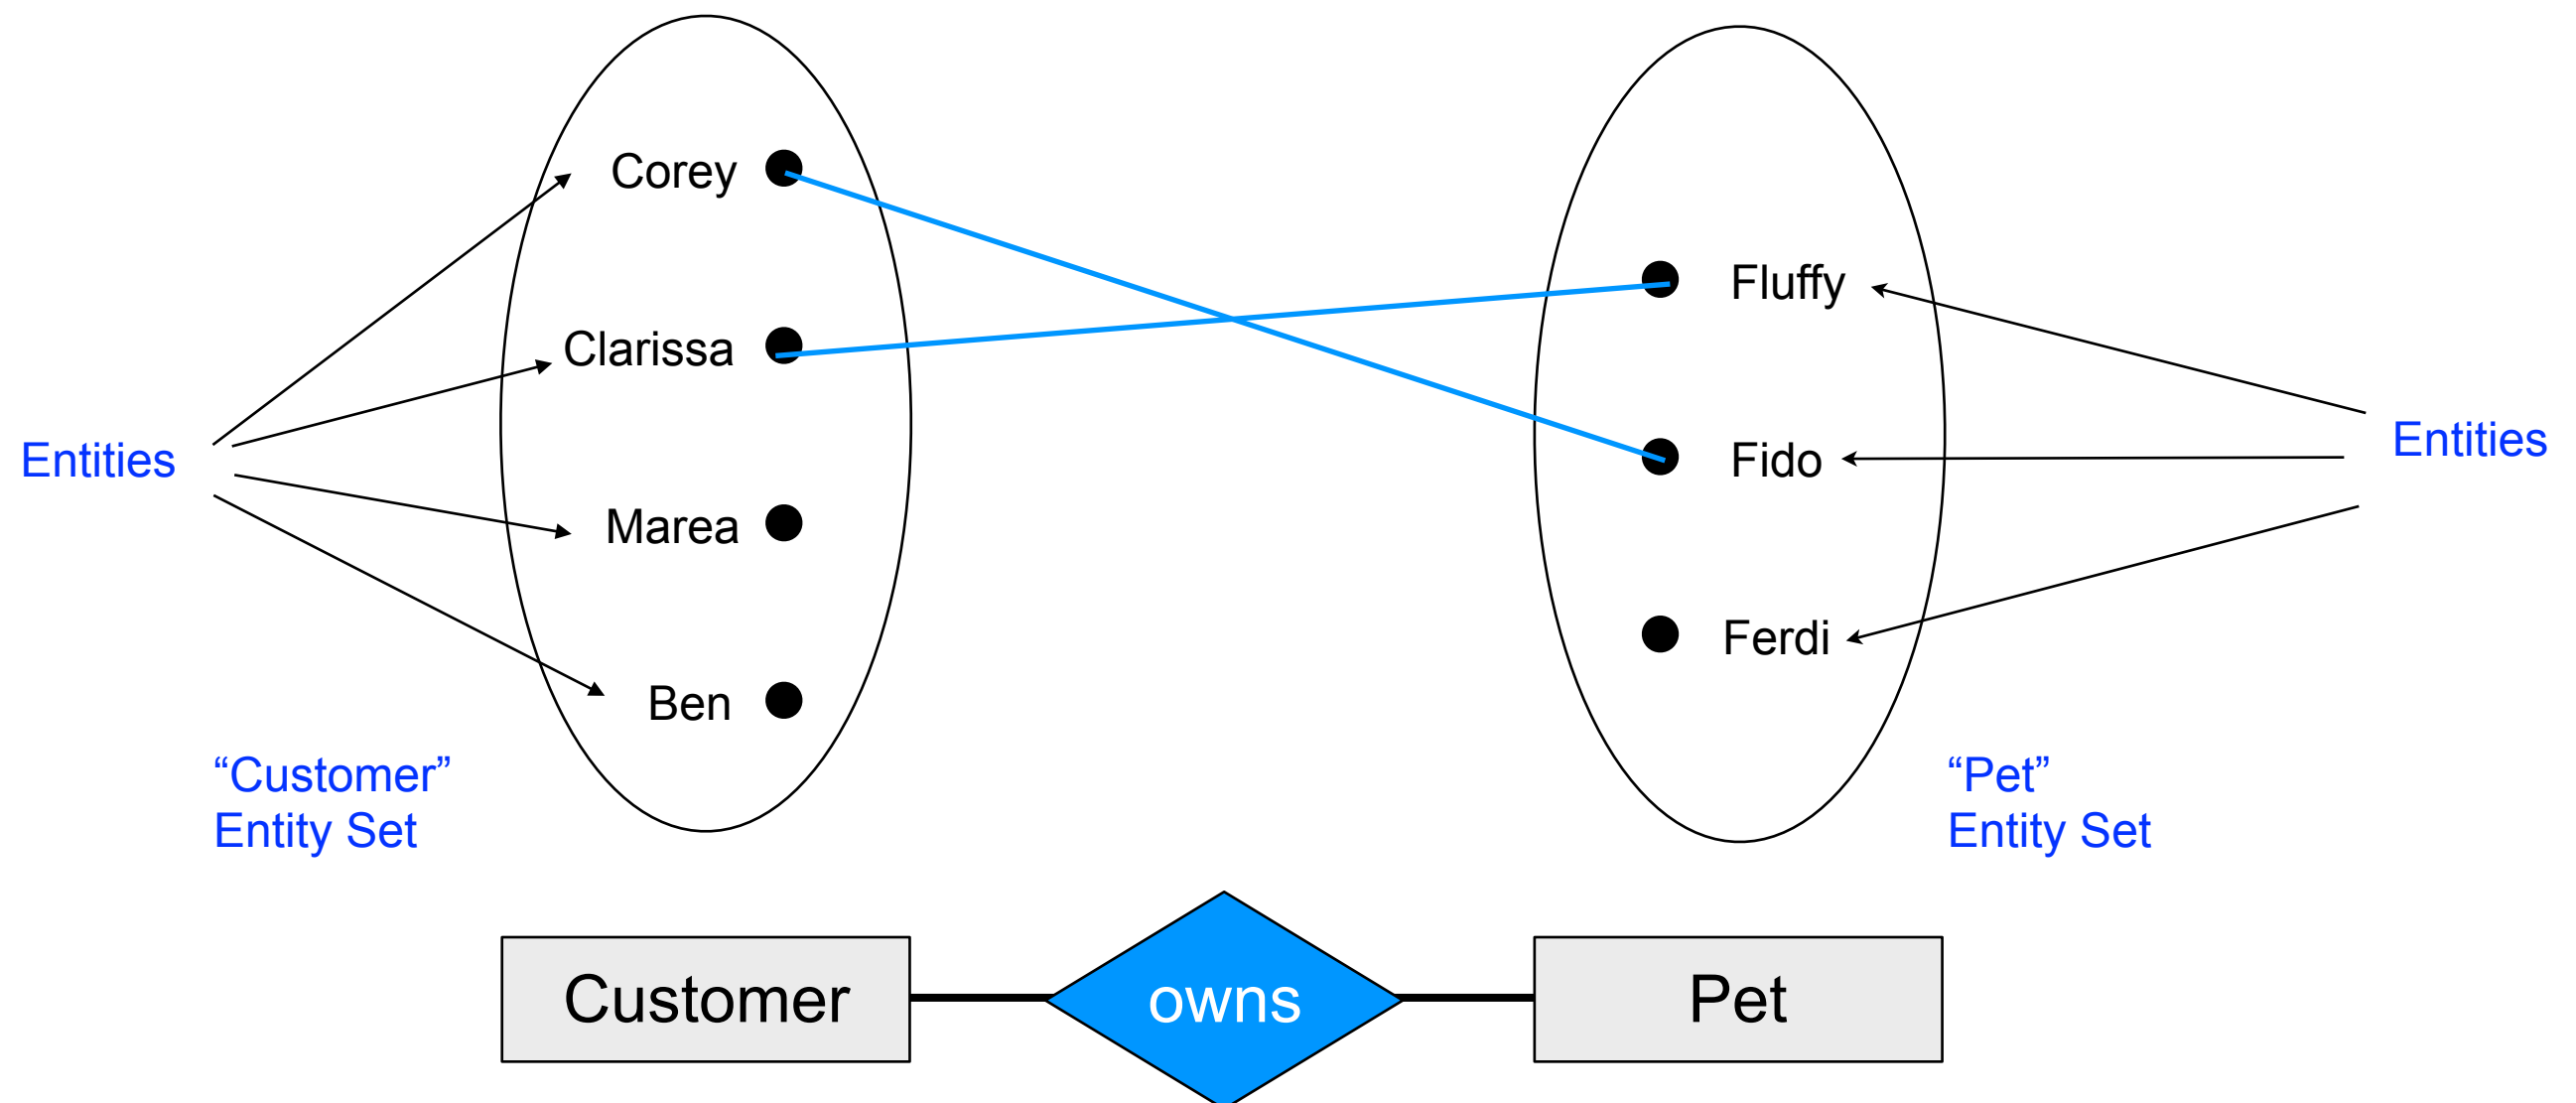 Corey
Clarissa
Marea
Ben
Entities
“Customer”
Entity Set
Fluffy
Fido
Ferdi
Entities
“Pet”
Entity Set
Customer
owns
Pet